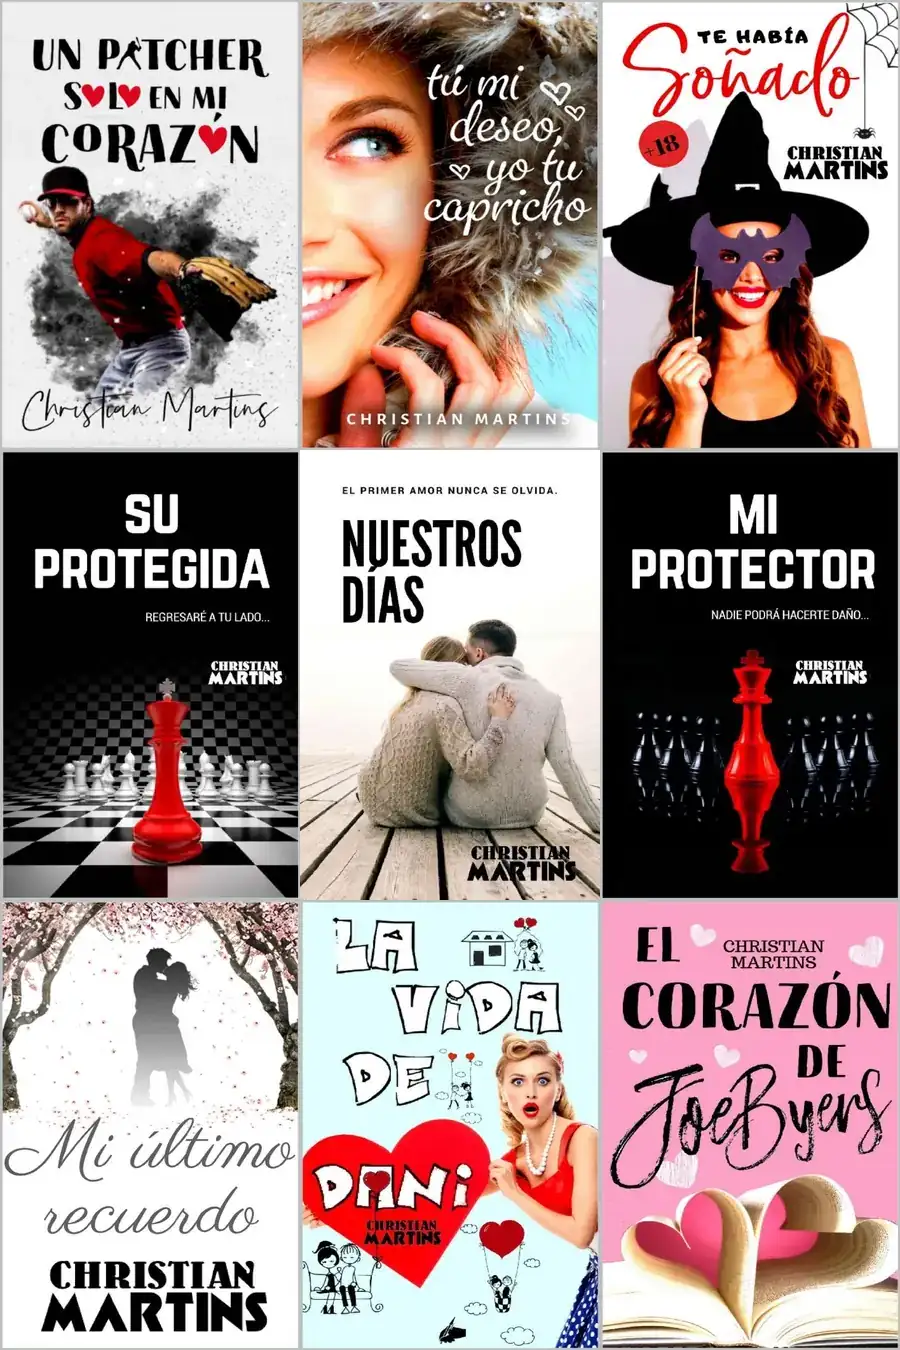 UN PITCHER
SOLO EN MI
CORAZÓN
Christian Martins
tú mi
deseo,
yo tu
capricho
CHRISTIAN MARTINS
TE HABÍA
Soñado
+18
CHRISTIAN
MARTINS
SU
PROTEGIDA
REGRESARÉ A TU LADO...
CHRISTIAN
MARTINS
EL PRIMER AMOR NUNCA SE OLVIDA.
NUESTROS
DÍAS
CHRISTIAN
MARTINS
MI
PROTECTOR
NADIE PODRÁ HACERTE DAÑO...
CHRISTIAN
MARTINS
Mi último
recuerdo
CHRISTIAN
MARTINS
LA
VIDA
DE
DANI
CHRISTIAN
MARTINS
EL
CHRISTIAN
MARTINS
CORAZÓN
DE
JoeByers